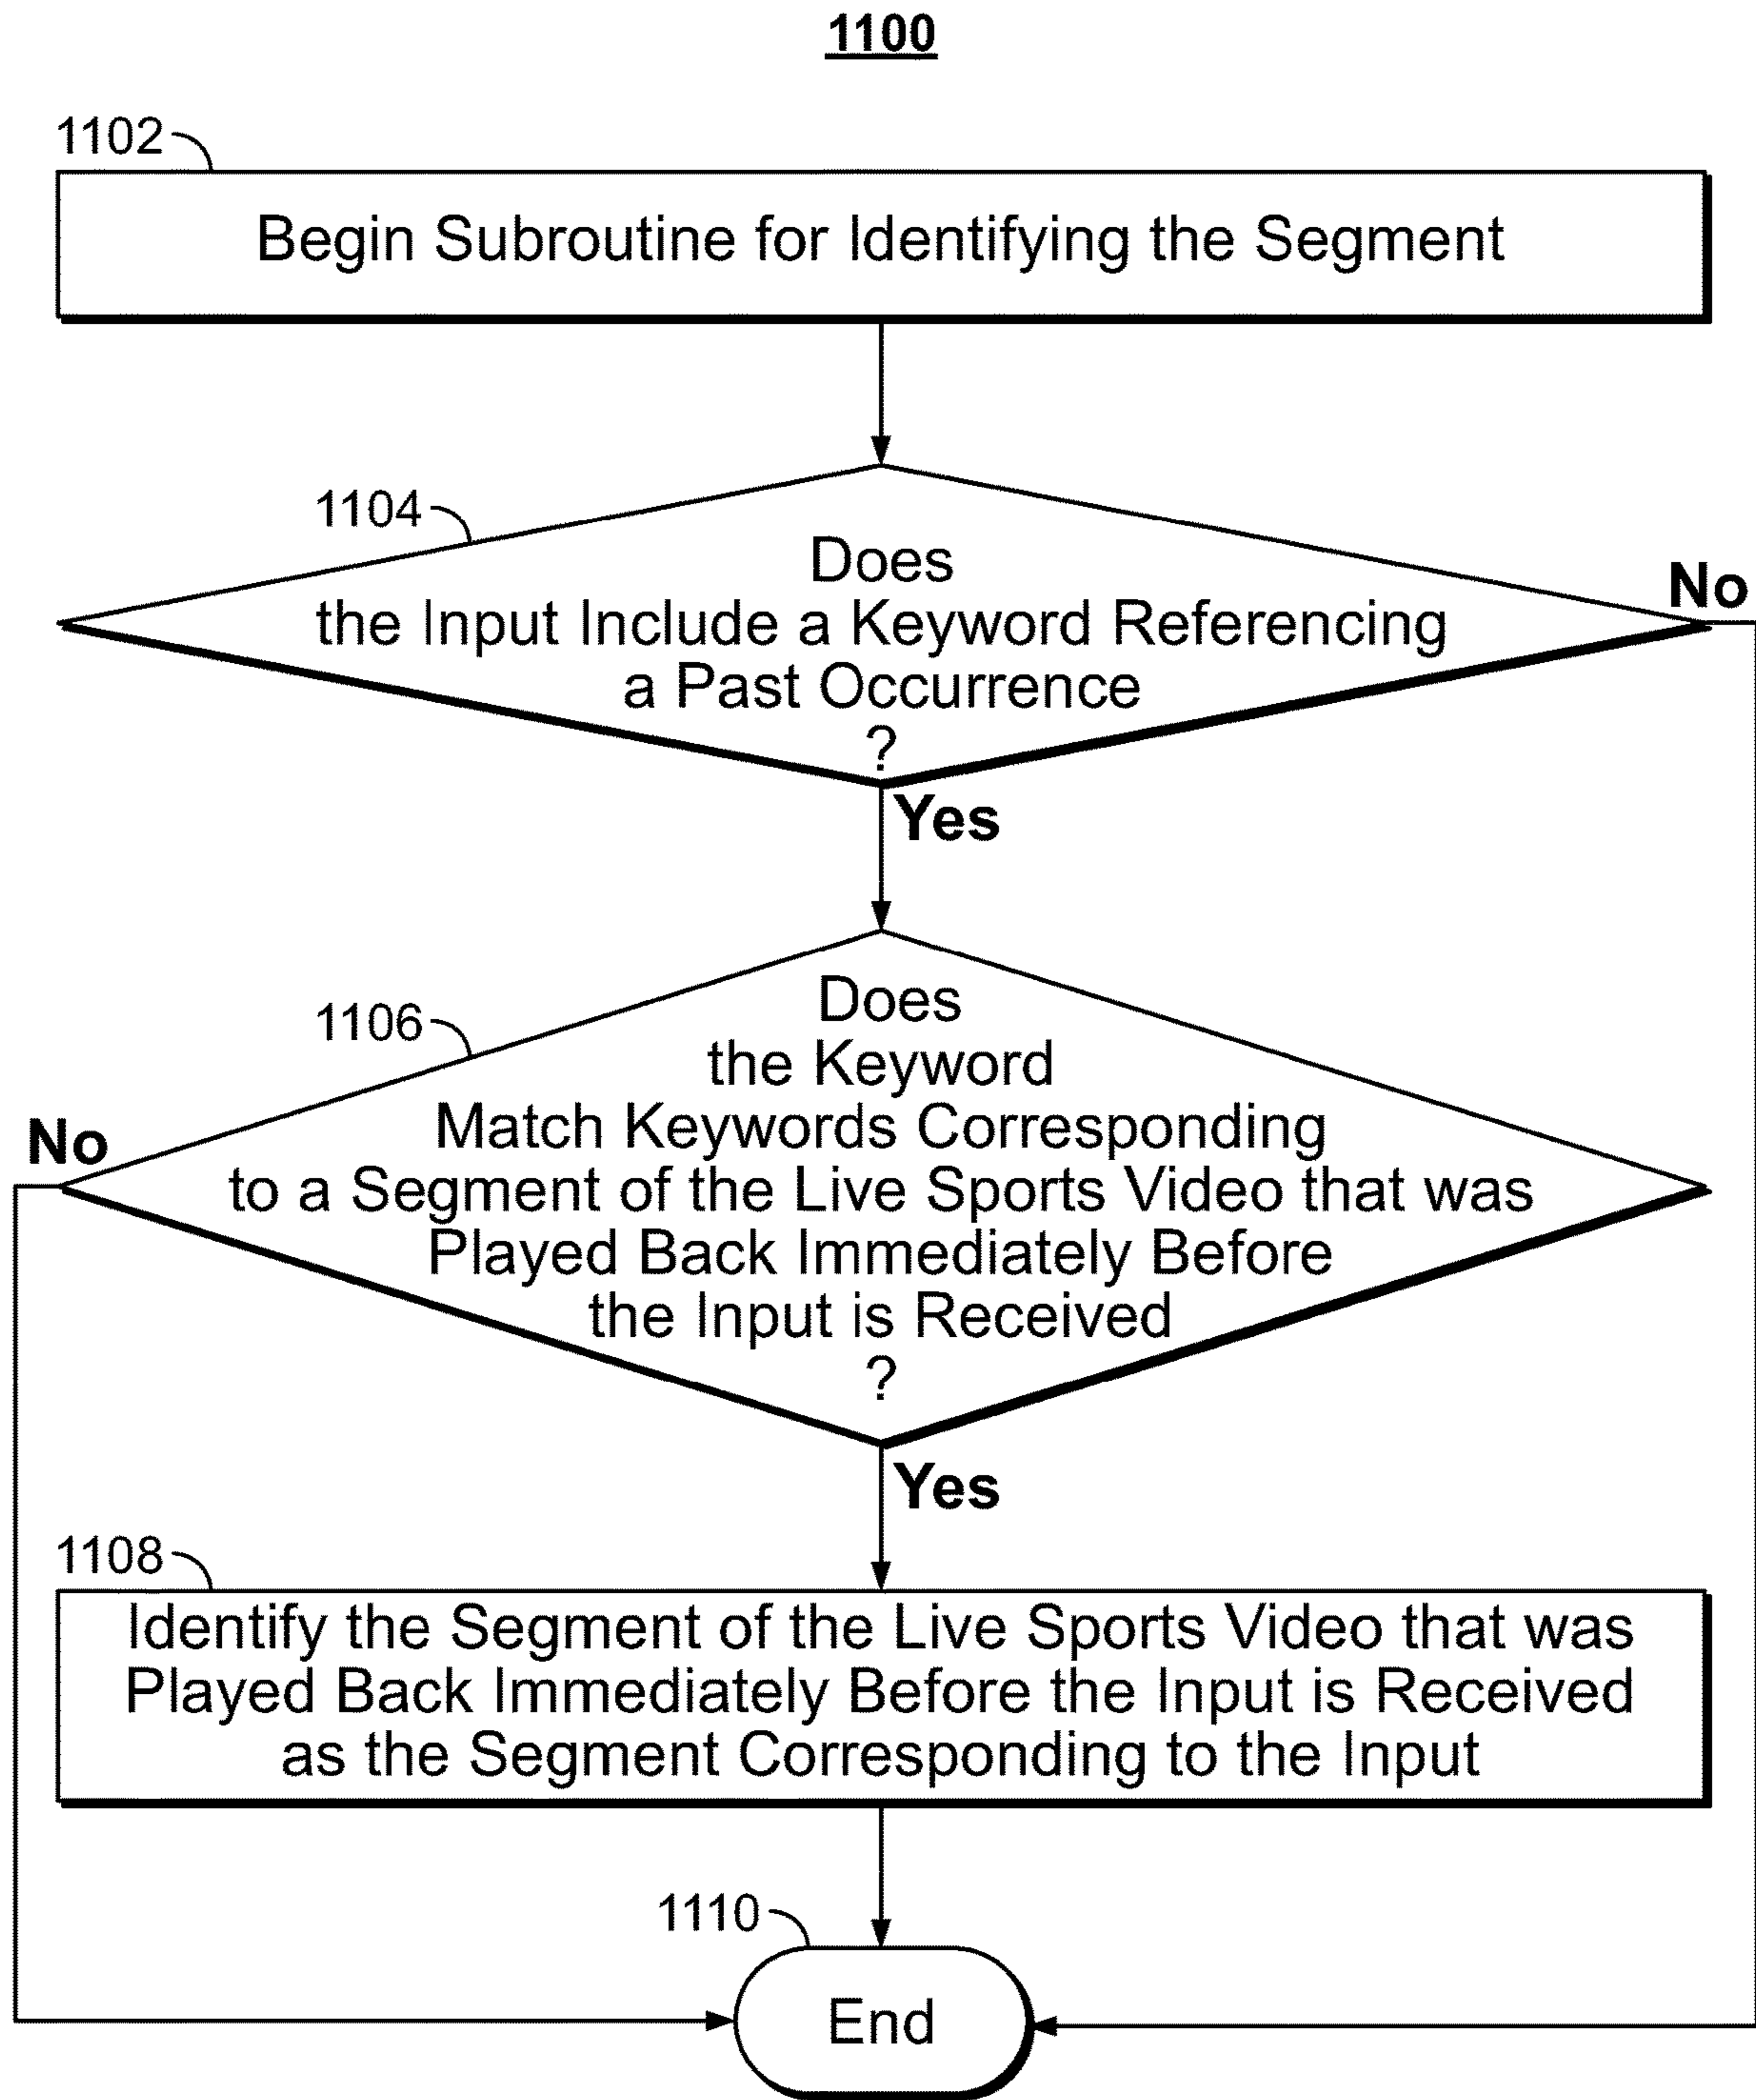 1100
1102
Begin Subroutine for Identifying the Segment
1104
Does
the Input Include a Keyword Referencing
a Past Occurrence
?
No
Yes
1106
Does
the Keyword
Match Keywords Corresponding
to a Segment of the Live Sports Video that was
Played Back Immediately Before
the Input is Received
?
No
Yes
1108
Identify the Segment of the Live Sports Video that was
Played Back Immediately Before the Input is Received
as the Segment Corresponding to the Input
1110
End